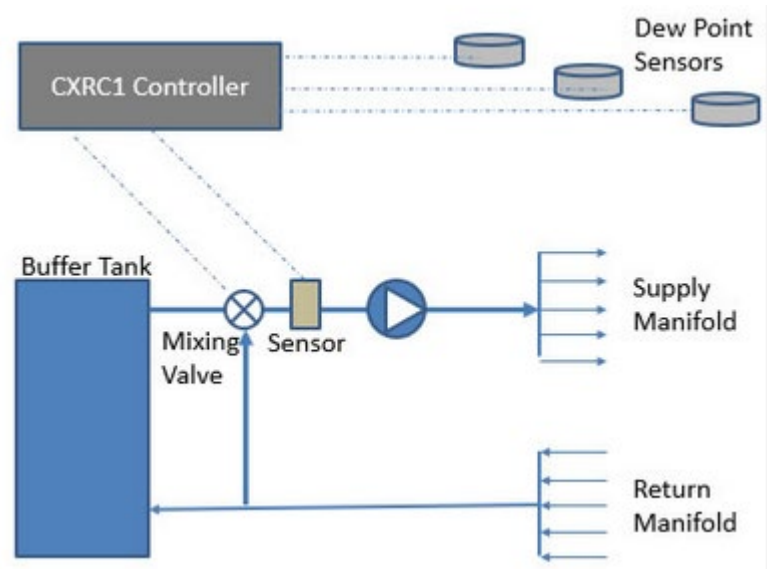 Dew Point
Sensors
CXRC1 Controller
Buffer Tank
Mixing
Valve
Sensor
Supply
Manifold
Return
Manifold